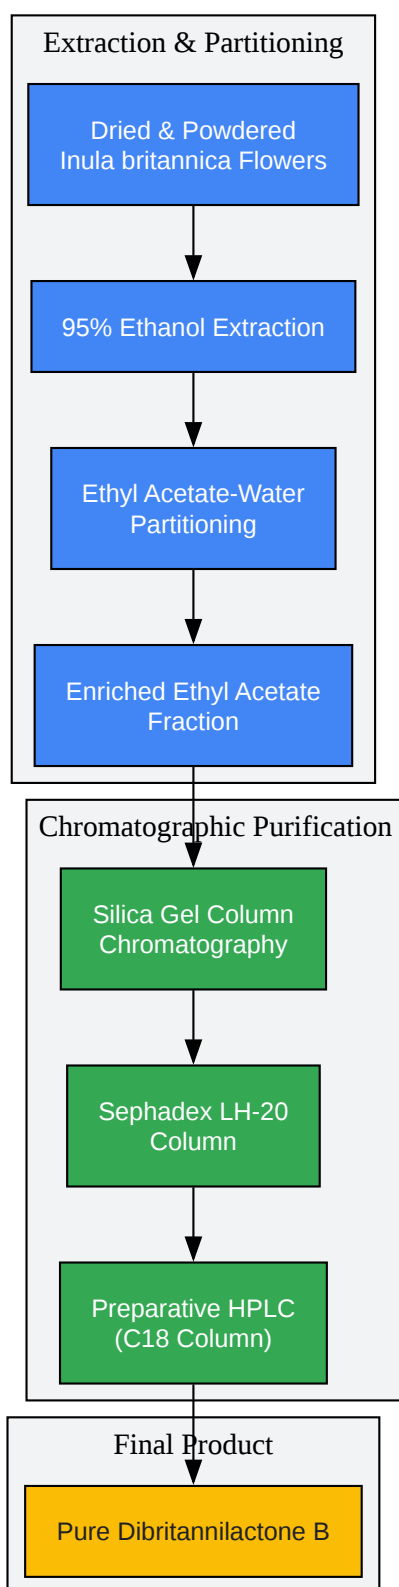 Extraction & Partitioning
Dried & Powdered
Inula britannica Flowers
95% Ethanol Extraction
Ethyl Acetate-Water
Partitioning
Enriched Ethyl Acetate
Fraction
Chromatographic Purification
Silica Gel Column
Chromatography
Sephadex LH-20
Column
Preparative HPLC
(C18 Column)
Final Product
Pure Dibritannilactone B